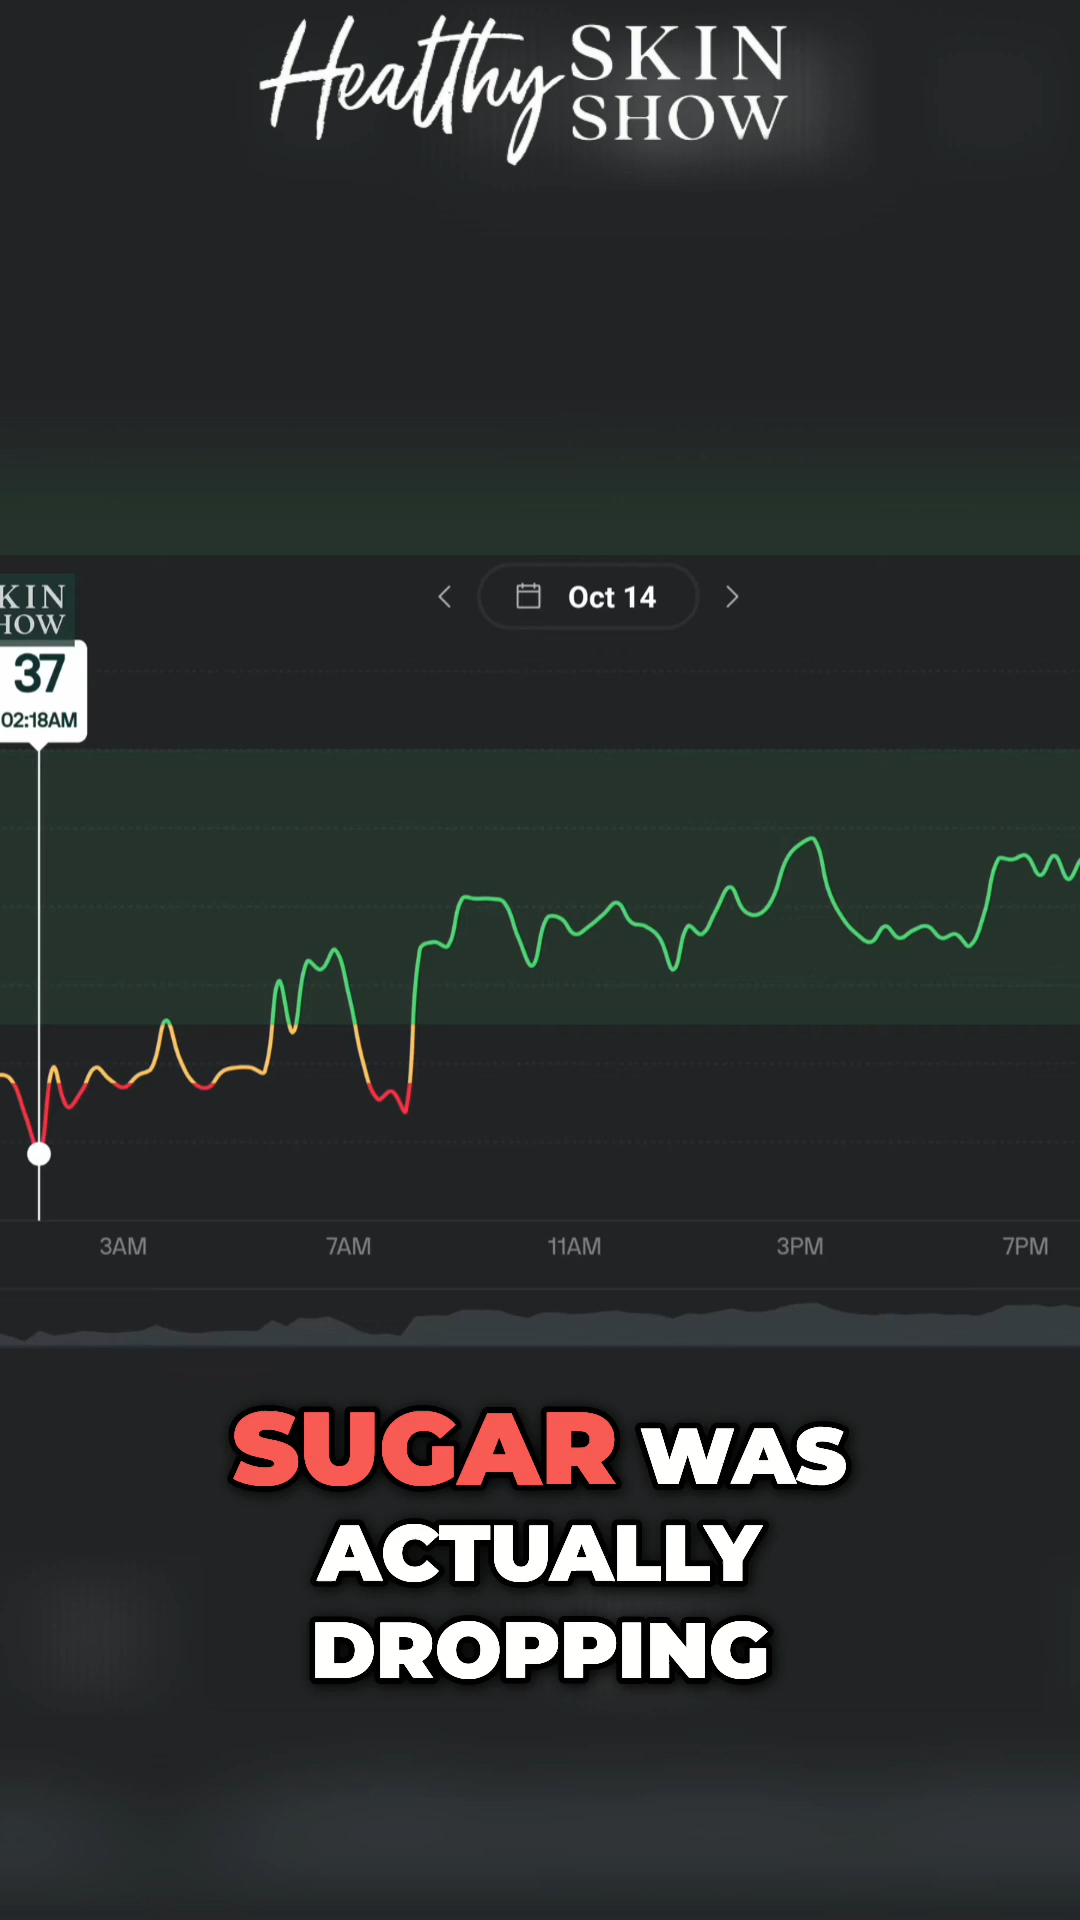 Healthy SKIN
SHOW
Oct 14
KIN
HOW
37
02:18AM
3AM 7AM 11AM 3PM 7PM
SUGAR WAS
ACTUALLY
DROPPING